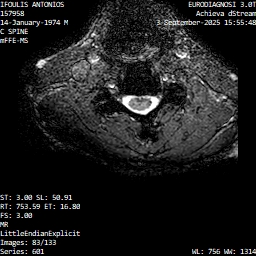 IFOULIS ANTONIOS
157958
14-January-1974 M
C SPINE
mFFE-MS
EURODIAGNOSI 3.0T
Achieva dStream
3-September-2025 15:55:48
ST: 3.00 SL: 50.91
RT: 753.59 ET: 16.80
FS: 3.00
MR
LittleEndianExplicit
Images: 83/133
Series: 601
WL: 756 WW: 1314